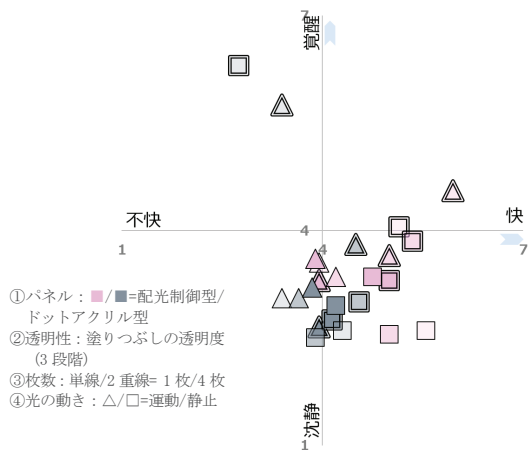 7
覚醒
不快
快
1
4
4
7
①パネル：■/■=配光制御型/
ドットアクリル型
②透明性：塗りつぶしの透明度
（3 段階）
③枚数：単線/2 重線= 1 枚/4 枚
④光の動き：△/□=運動/静止
沈静
1